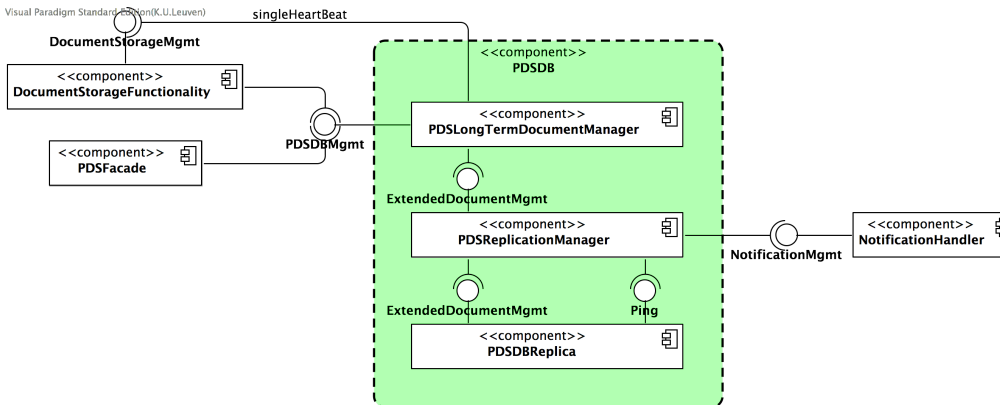 Visual Paradigm Standard Edition(K.U.Leuven)
singleHeartBeat
DocumentStorageMgmt
<<component>>
PDSDB
<<component>>
DocumentStorageFunctionality
<<component>>
PDSLongTermDocumentManager
PDSDBMgmt
<<component>>
PDSFacade
ExtendedDocumentMgmt
<<component>>
PDSReplicationManager
NotificationMgmt
<<component>>
NotificationHandler
ExtendedDocumentMgmt
Ping
<<component>>
PDSDBReplica